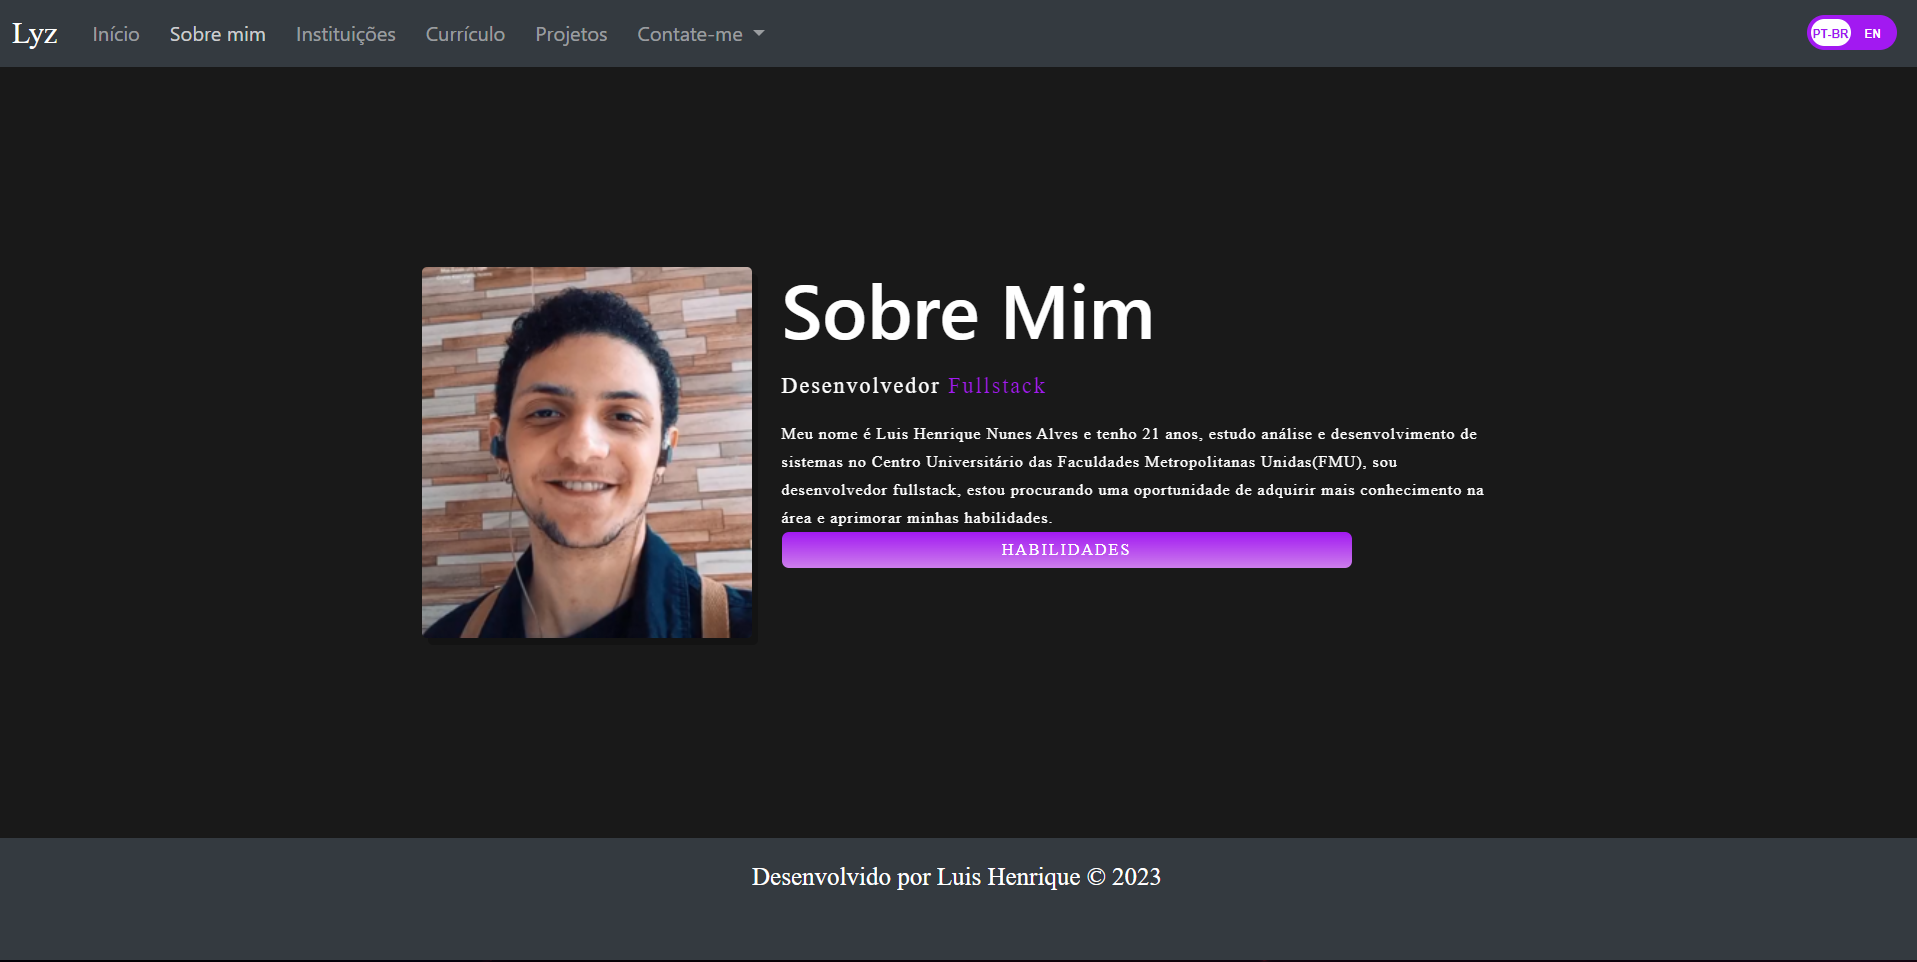 Lyz Início Sobre mim Instituições Currículo Projetos Contate-me PT-BR EN
Sobre Mim
Desenvolvedor Fullstack
Meu nome é Luis Henrique Nunes Alves e tenho 21 anos, estudo análise e desenvolvimento de
sistemas no Centro Universitário das Faculdades Metropolitanas Unidas(FMU), sou
desenvolvedor fullstack, estou procurando uma oportunidade de adquirir mais conhecimento na
área e aprimorar minhas habilidades.
HABILIDADES
Desenvolvido por Luis Henrique © 2023